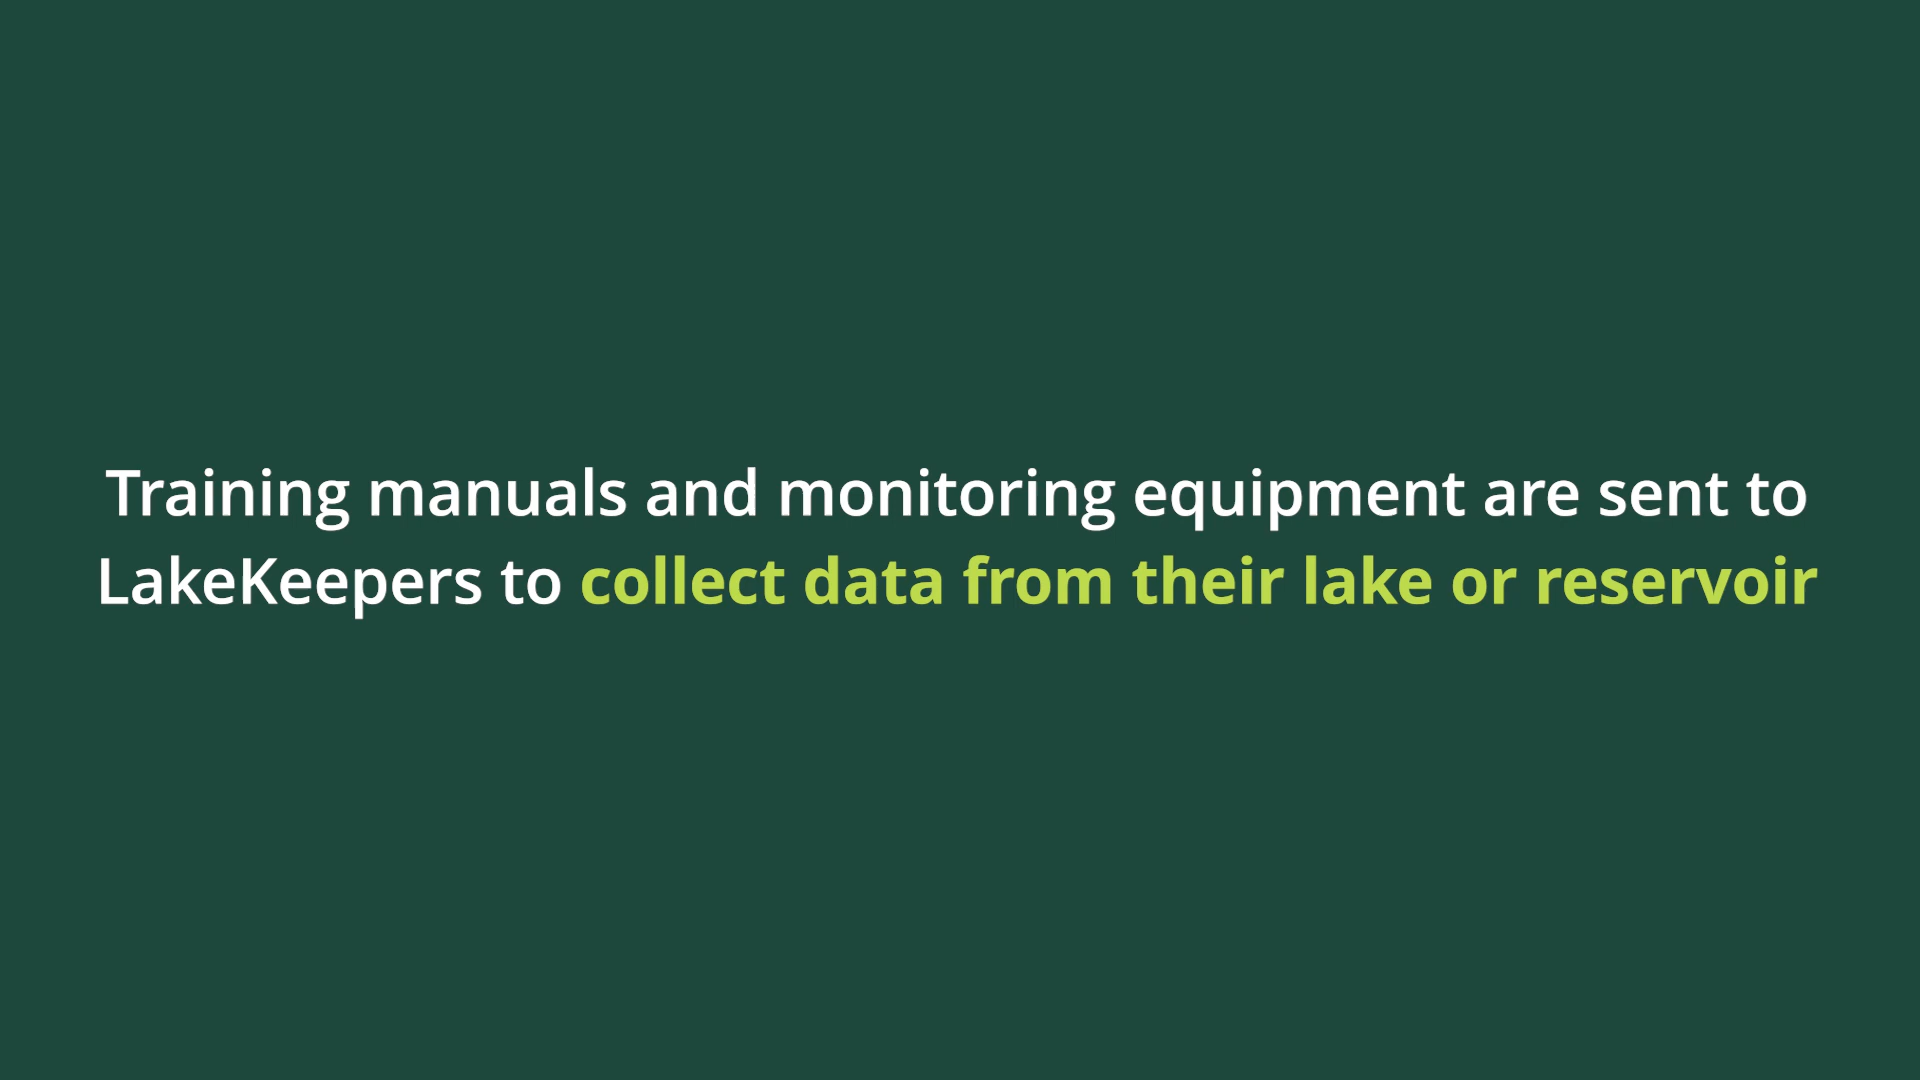 Training manuals and monitoring equipment are sent to
LakeKeepers to collect data from their lake or reservoir